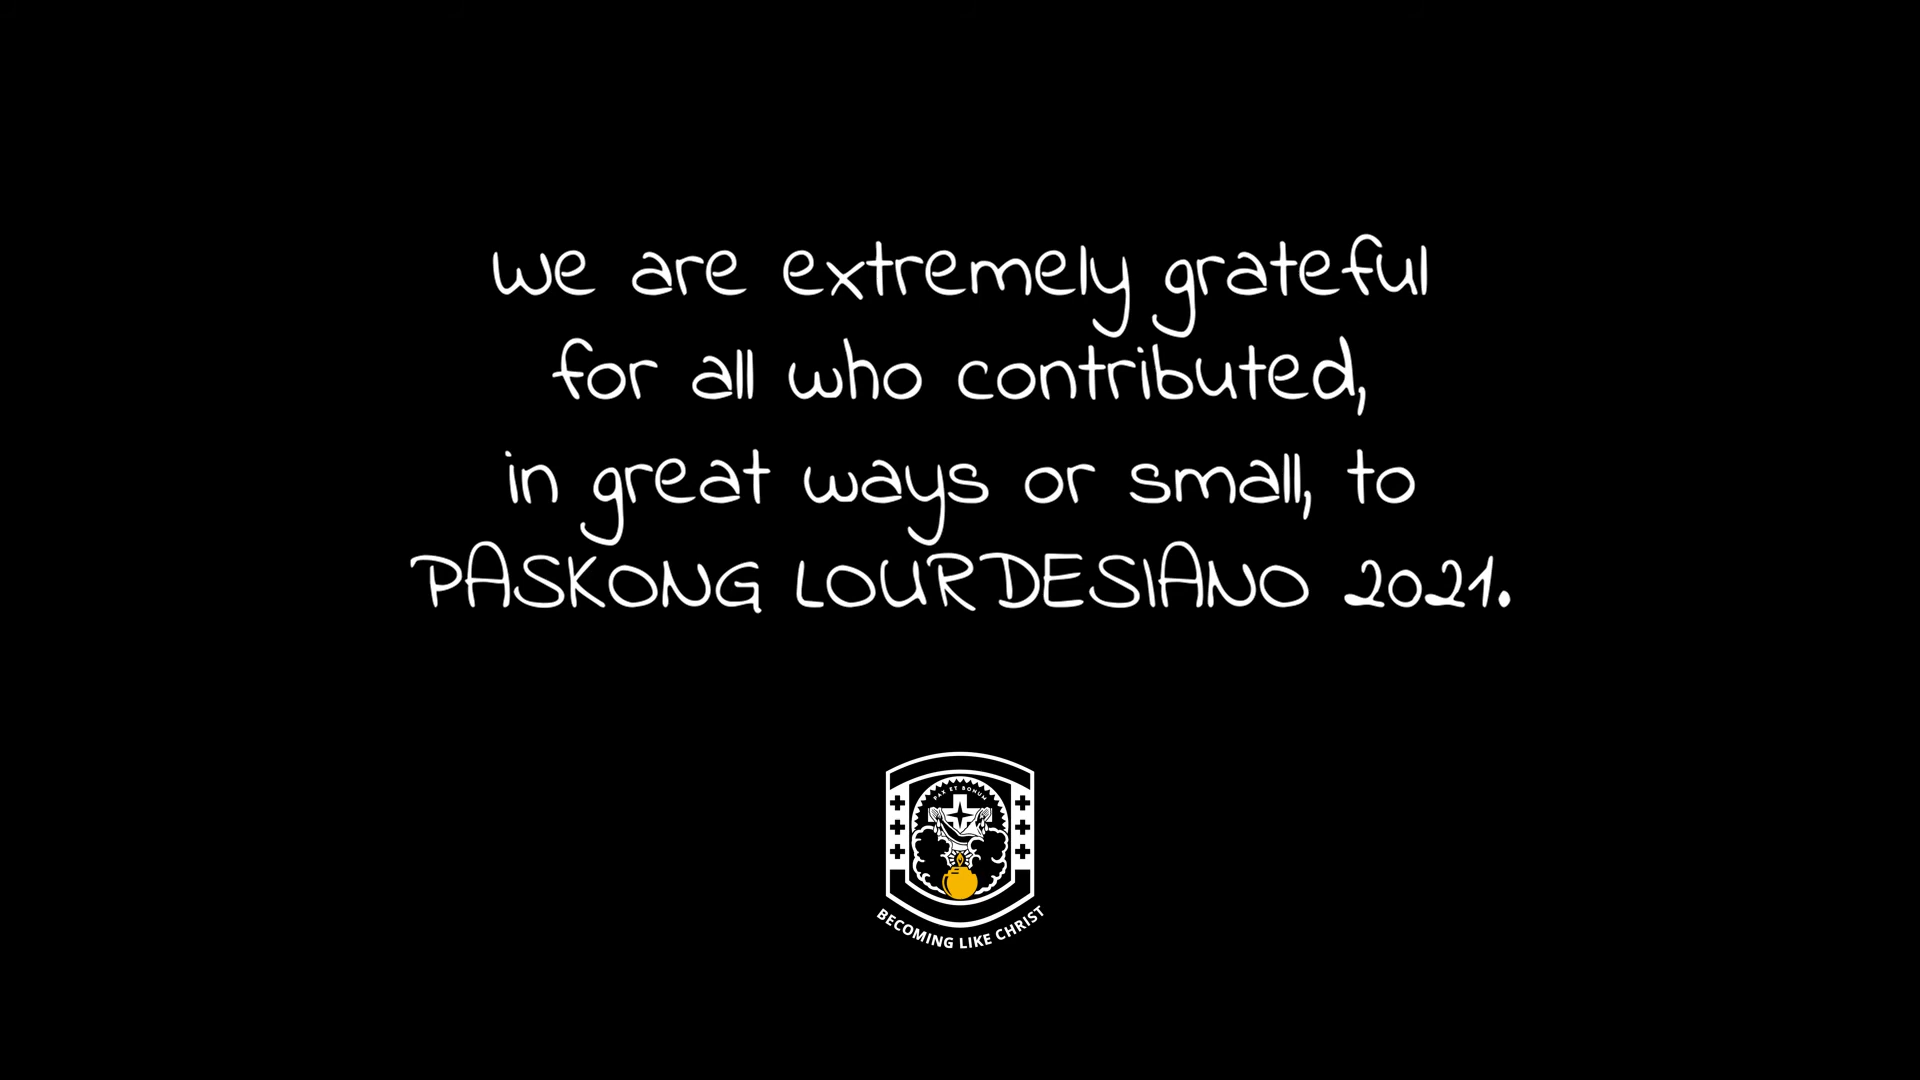 we are extremely grateful
for all who contributed,
in great ways or small, to
PASKONG LOURDESIANO 2021.
PAX ET BONUM
BECOMING LIKE CHRIST